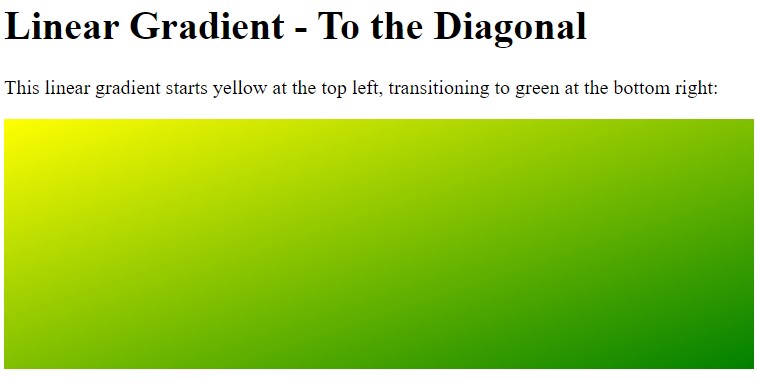 Linear Gradient - To the Diagonal
This linear gradient starts yellow at the top left, transitioning to green at the bottom right: